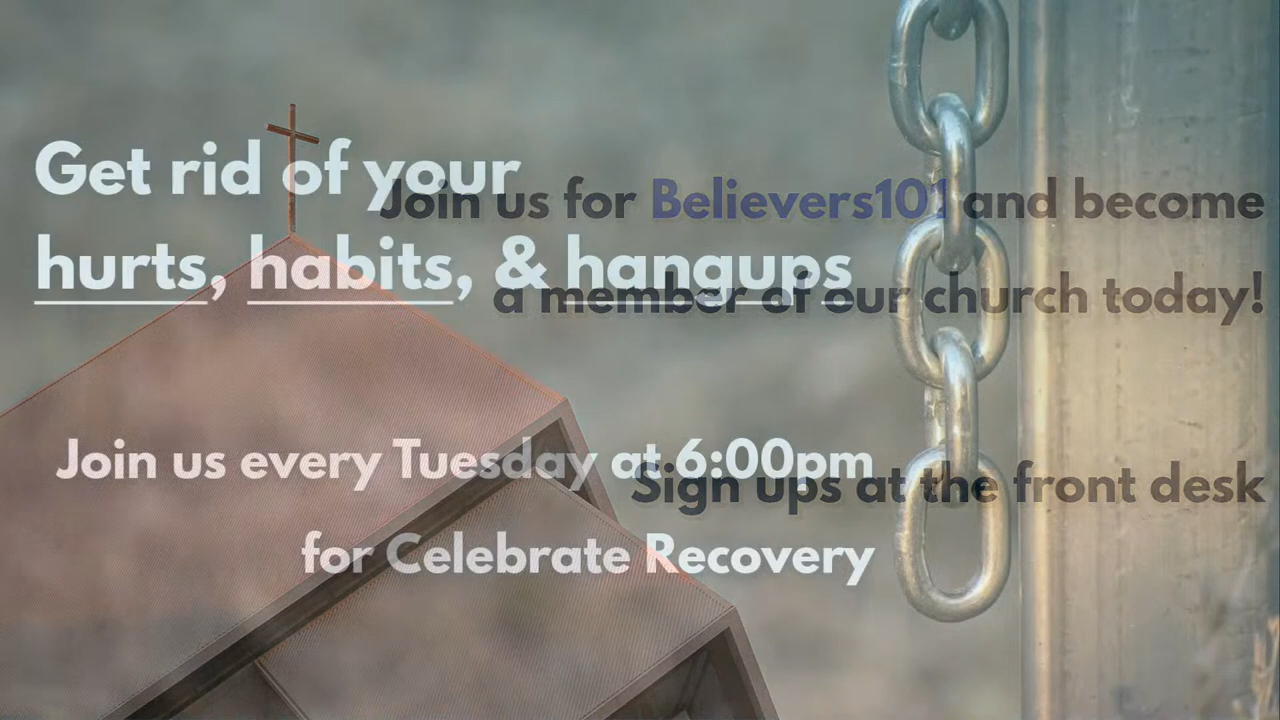 Get rid of your
hurts, habits, & hangups
Join us every Tuesday at 6:00pm
for Celebrate Recovery
Join us for Believers101 and become
a member of our church today!
Sign ups at the front desk